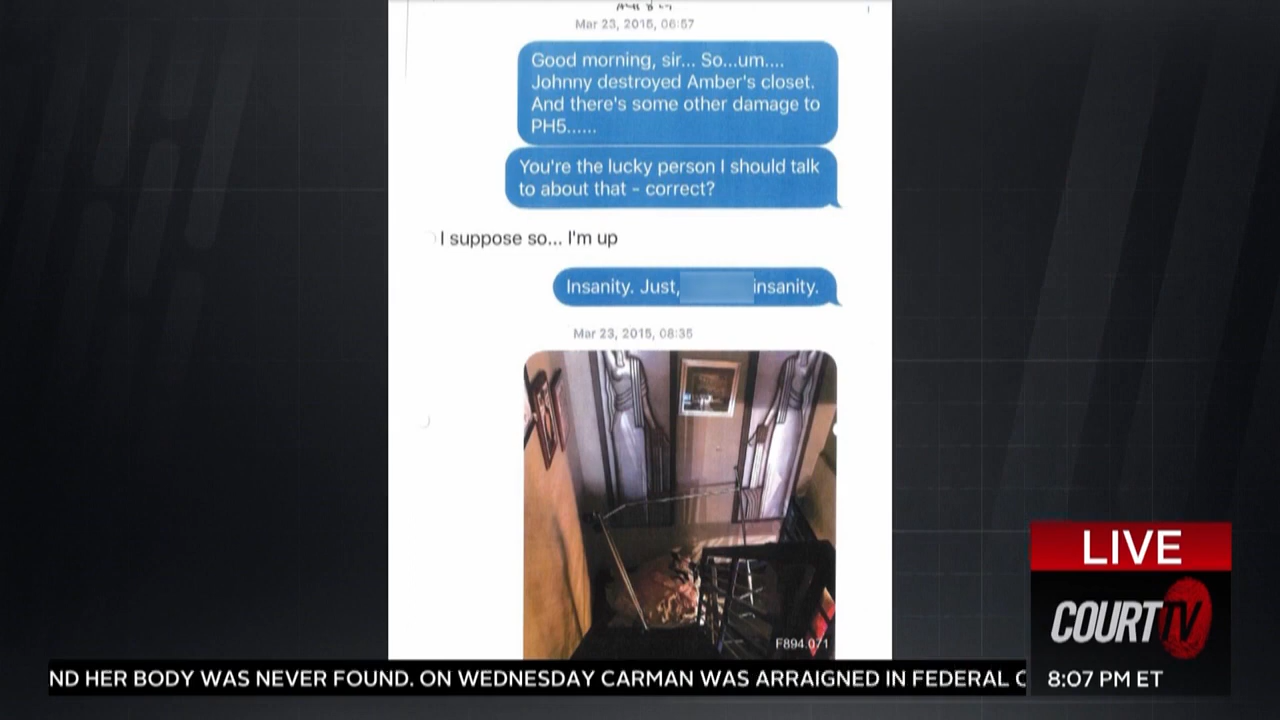 Mar 23, 2015, 06:57
Good morning, sir... So...um....
Johnny destroyed Amber's closet.
And there's some other damage to
PH5......
You're the lucky person I should talk
to about that - correct?
I suppose so... I'm up
Insanity. Just, insanity.
Mar 23, 2015, 08:35
F894.071
LIVE
COURT TV
ND HER BODY WAS NEVER FOUND. ON WEDNESDAY CARMAN WAS ARRAIGNED IN FEDERAL C
8:07 PM ET